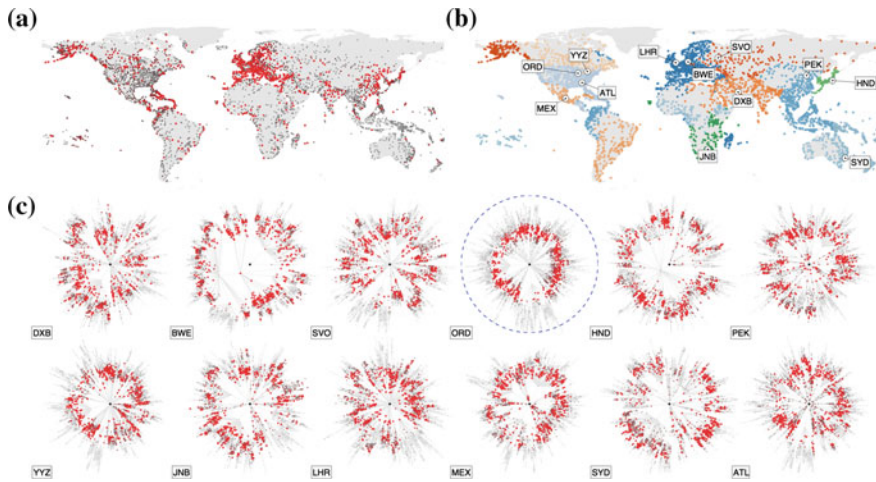 (a)
(b)
YYZ
ORD
MEX
ATL
LHR
BWE
SVO
DXB
JNB
PEK
HND
SYD
(c)
DXB
BWE
SVO
ORD
HND
PEK
YYZ
JNB
LHR
MEX
SYD
ATL